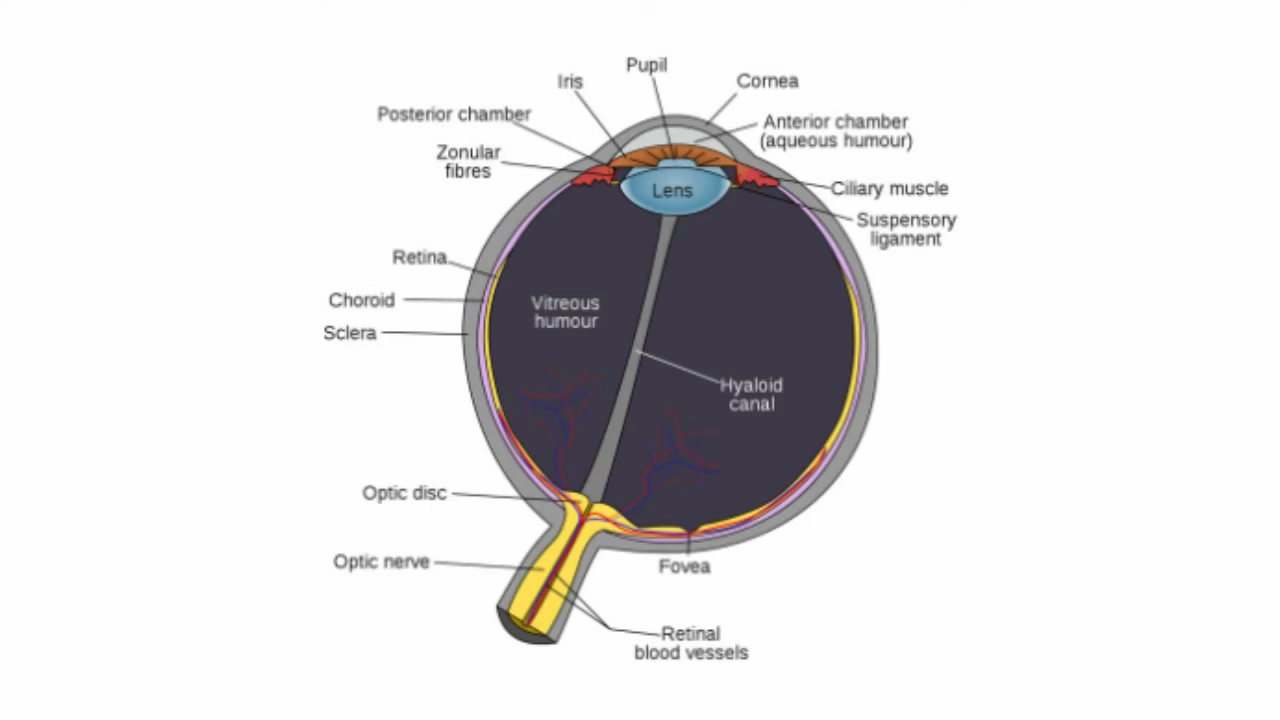 Pupil
Iris
Cornea
Posterior chamber
Anterior chamber
(aqueous humour)
Zonular
fibres
Lens
Ciliary muscle
Suspensory
ligament
Retina
Choroid
Vitreous
humour
Sclera
Hyaloid
canal
Optic disc
Optic nerve
Fovea
Retinal
blood vessels